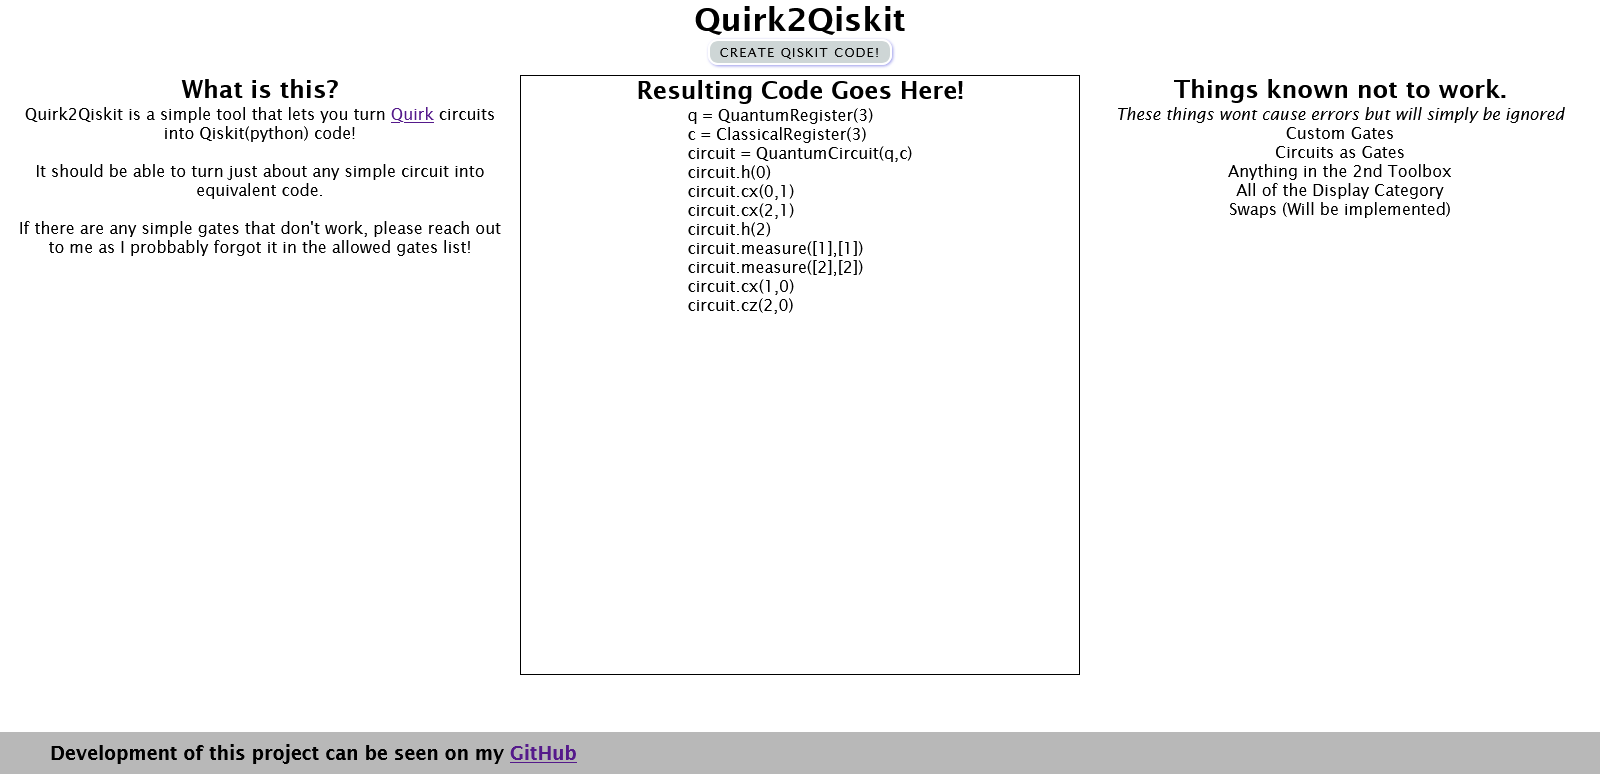 Quirk2Qiskit
CREATE QISKIT CODE!
What is this?
Quirk2Qiskit is a simple tool that lets you turn Quirk circuits
into Qiskit(python) code!
It should be able to turn just about any simple circuit into
equivalent code.
If there are any simple gates that don't work, please reach out
to me as I probbably forgot it in the allowed gates list!
Resulting Code Goes Here!
q = QuantumRegister(3)
c = ClassicalRegister(3)
circuit = QuantumCircuit(q,c)
circuit.h(0)
circuit.cx(0,1)
circuit.cx(2,1)
circuit.h(2)
circuit.measure([1],[1])
circuit.measure([2],[2])
circuit.cx(1,0)
circuit.cz(2,0)
Things known not to work.
These things wont cause errors but will simply be ignored
Custom Gates
Circuits as Gates
Anything in the 2nd Toolbox
All of the Display Category
Swaps (Will be implemented)
Development of this project can be seen on my GitHub